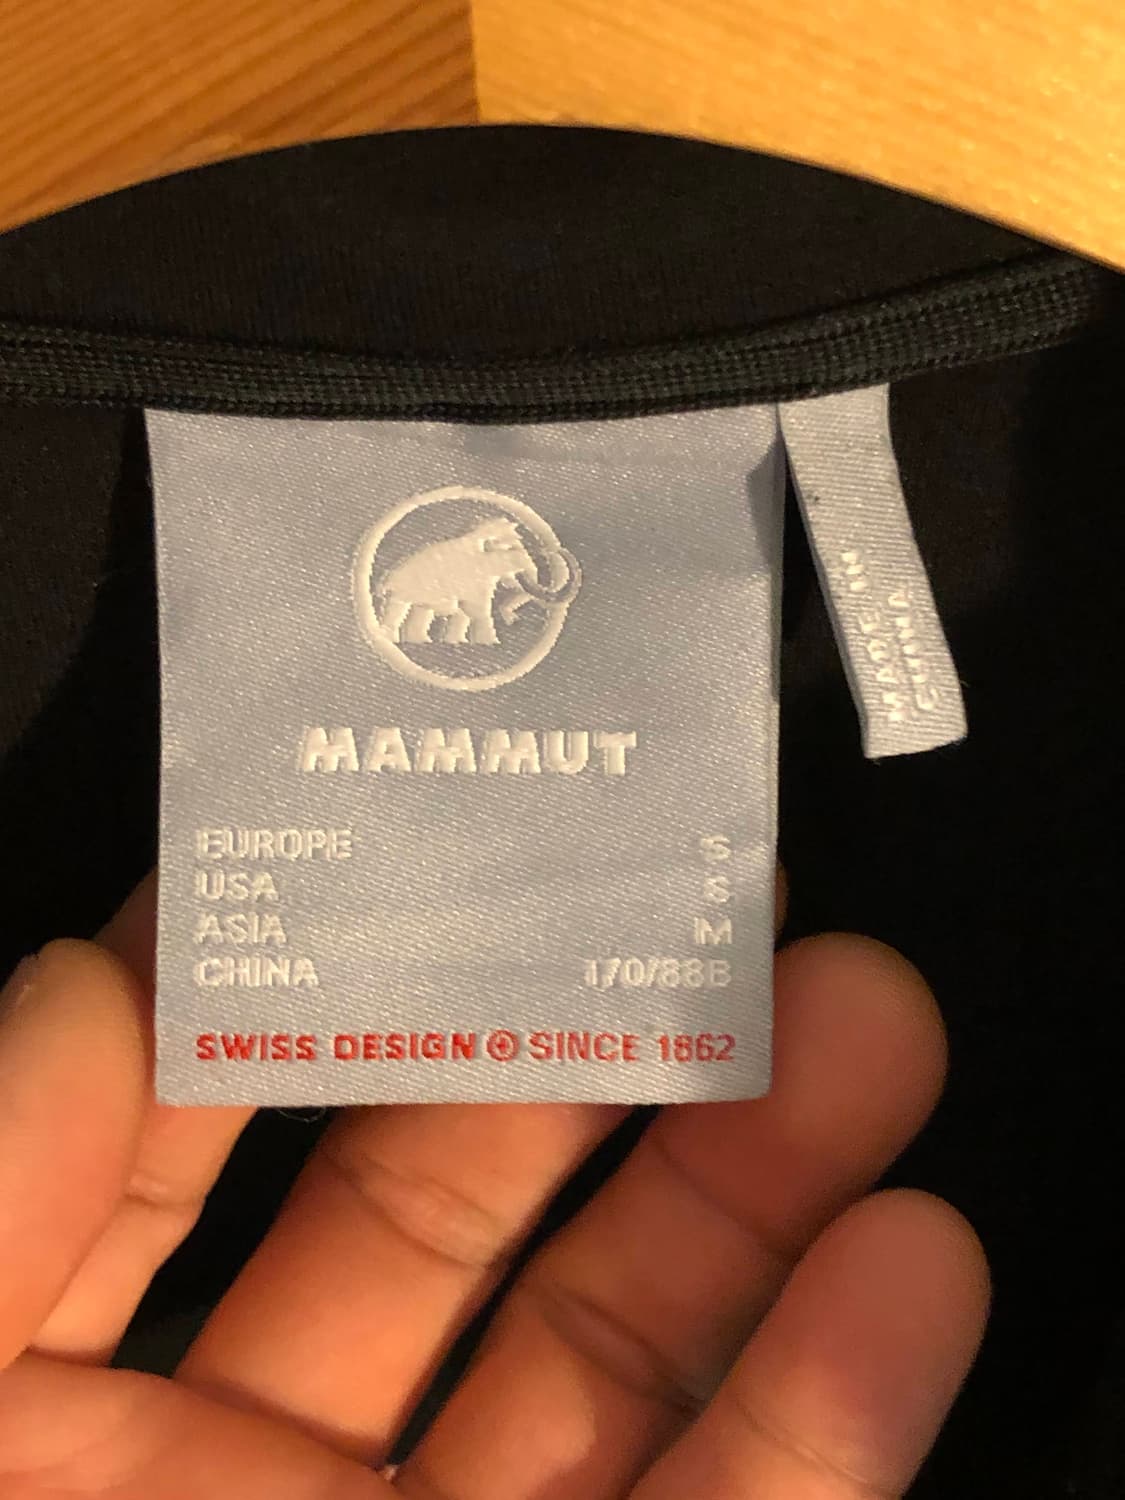 MAMMUT
EUROPE S
USA S
ASIA M
CHINA 170/88B
SWISS DESIGN SINCE 1862
MADE IN
CHINA